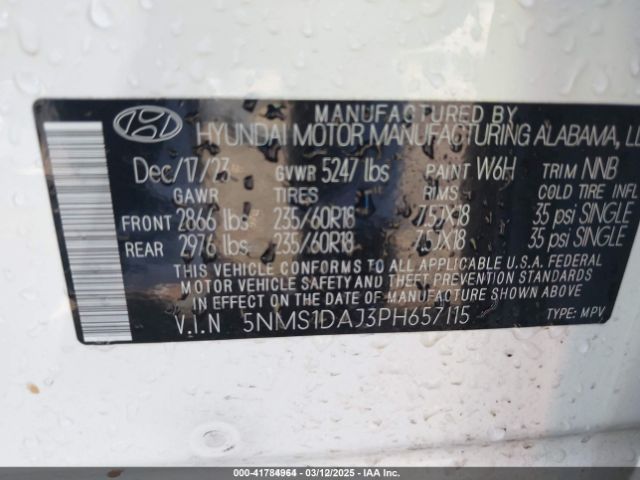 MANUFACTURED BY
HYUNDAI MOTOR MANUFACTURING ALABAMA, LL
Dec/17/23 GVWR 5247 lbs PAINT W6H TRIM NNB
GAWR TIRES RIMS COLD TIRE INF
FRONT 2866 lbs 235/60R18 7.5JX18 35 psi SINGLE
REAR 2976 lbs 235/60R18 7.5JX18 35 psi SINGLE
THIS VEHICLE CONFORMS TO ALL APPLICABLE U.S.A. FEDERAL
MOTOR VEHICLE SAFETY AND THEFT PREVENTION STANDARDS
IN EFFECT ON THE DATE OF MANUFACTURE SHOWN ABOVE.
V.I.N 5NMS1DAJ3PH657115 TYPE: MPV
000-41784964 - 03/12/2025 - IAA Inc.